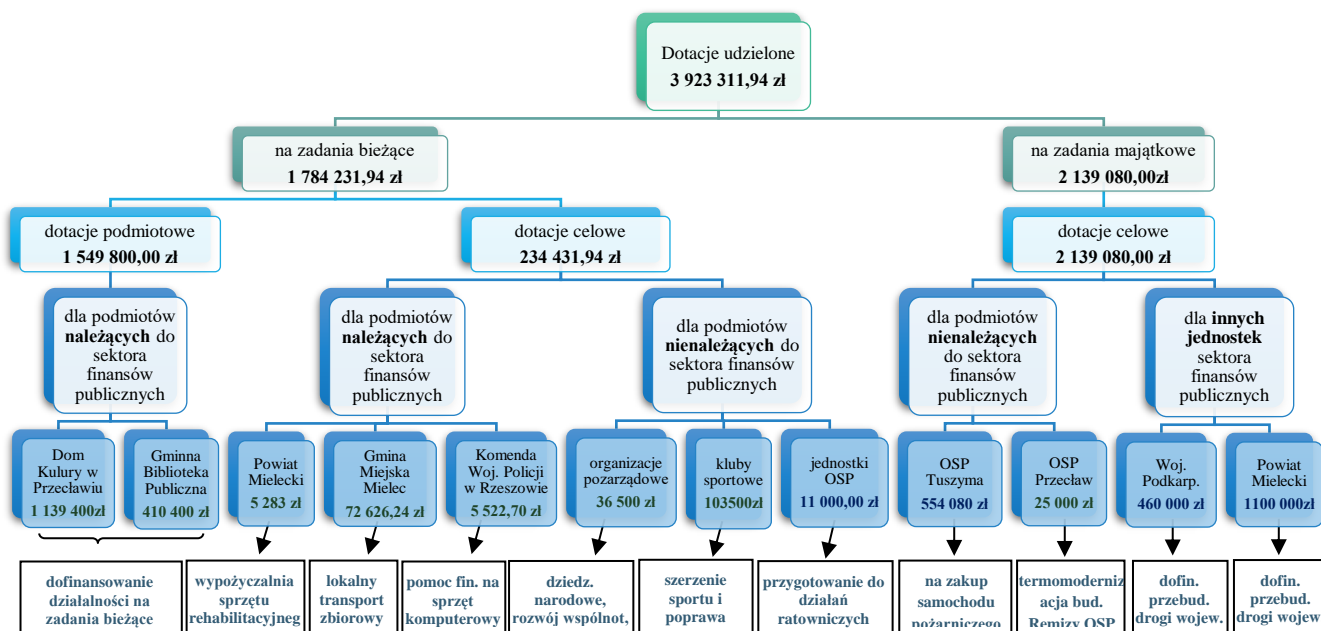 Dotacje udzielone
3 923 311,94 zł
na zadania bieżące
1 784 231,94 zł
na zadania majątkowe
2 139 080,00zł
dotacje podmiotowe
1 549 800,00 zł
dotacje celowe
234 431,94 zł
dotacje celowe
2 139 080,00 zł
dla podmiotów
należących do
sektora
finansów
publicznych
dla podmiotów
należących do
sektora
finansów
publicznych
dla podmiotów
nienależących do
sektora finansów
publicznych
dla podmiotów
nienależących
do sektora
finansów
publicznych
dla innych
jednostek
sektora
finansów
publicznych
Dom
Kulury w
Przecławiu
1 139 400zł
Gminna
Biblioteka
Publiczna
410 400 zł
Powiat
Mielecki
5 283 zł
Gmina
Miejska
Mielec
72 626,24 zł
Komenda
Woj. Policji
w Rzeszowie
5 522,70 zł
organizacje
pozarządowe
36 500 zł
kluby
sportowe
103500zł
jednostki
OSP
11 000,00 zł
OSP
Tuszyma
554 080 zł
OSP
Przecław
25 000 zł
Woj.
Podkarp.
460 000 zł
Powiat
Mielecki
1100 000zł
dofinansowanie
działalności na
zadania bieżące
wypożyczalnia
sprzętu
rehabilitacyjneg
lokalny
transport
zbiorowy
pomoc fin. na
sprzęt
komputerowy
dziedz.
narodowe,
rozwój wspólnot,
szerzenie
sportu i
poprawa
przygotowanie do
działań
ratowniczych
na zakup
samochodu
pożarniczego
termomoderniz
acja bud.
Remizy OSP
dofin.
przebud.
drogi wojew.
dofin.
przebud.
drogi wojew